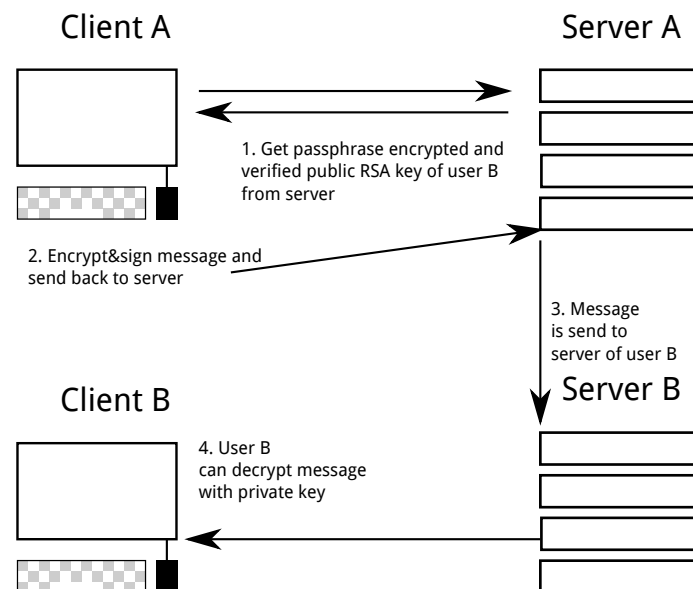 Client A
Server A
1. Get passphrase encrypted and
verified public RSA key of user B
from server
2. Encrypt&sign message and
send back to server
3. Message
is send to
server of user B
Client B
Server B
4. User B
can decrypt message
with private key